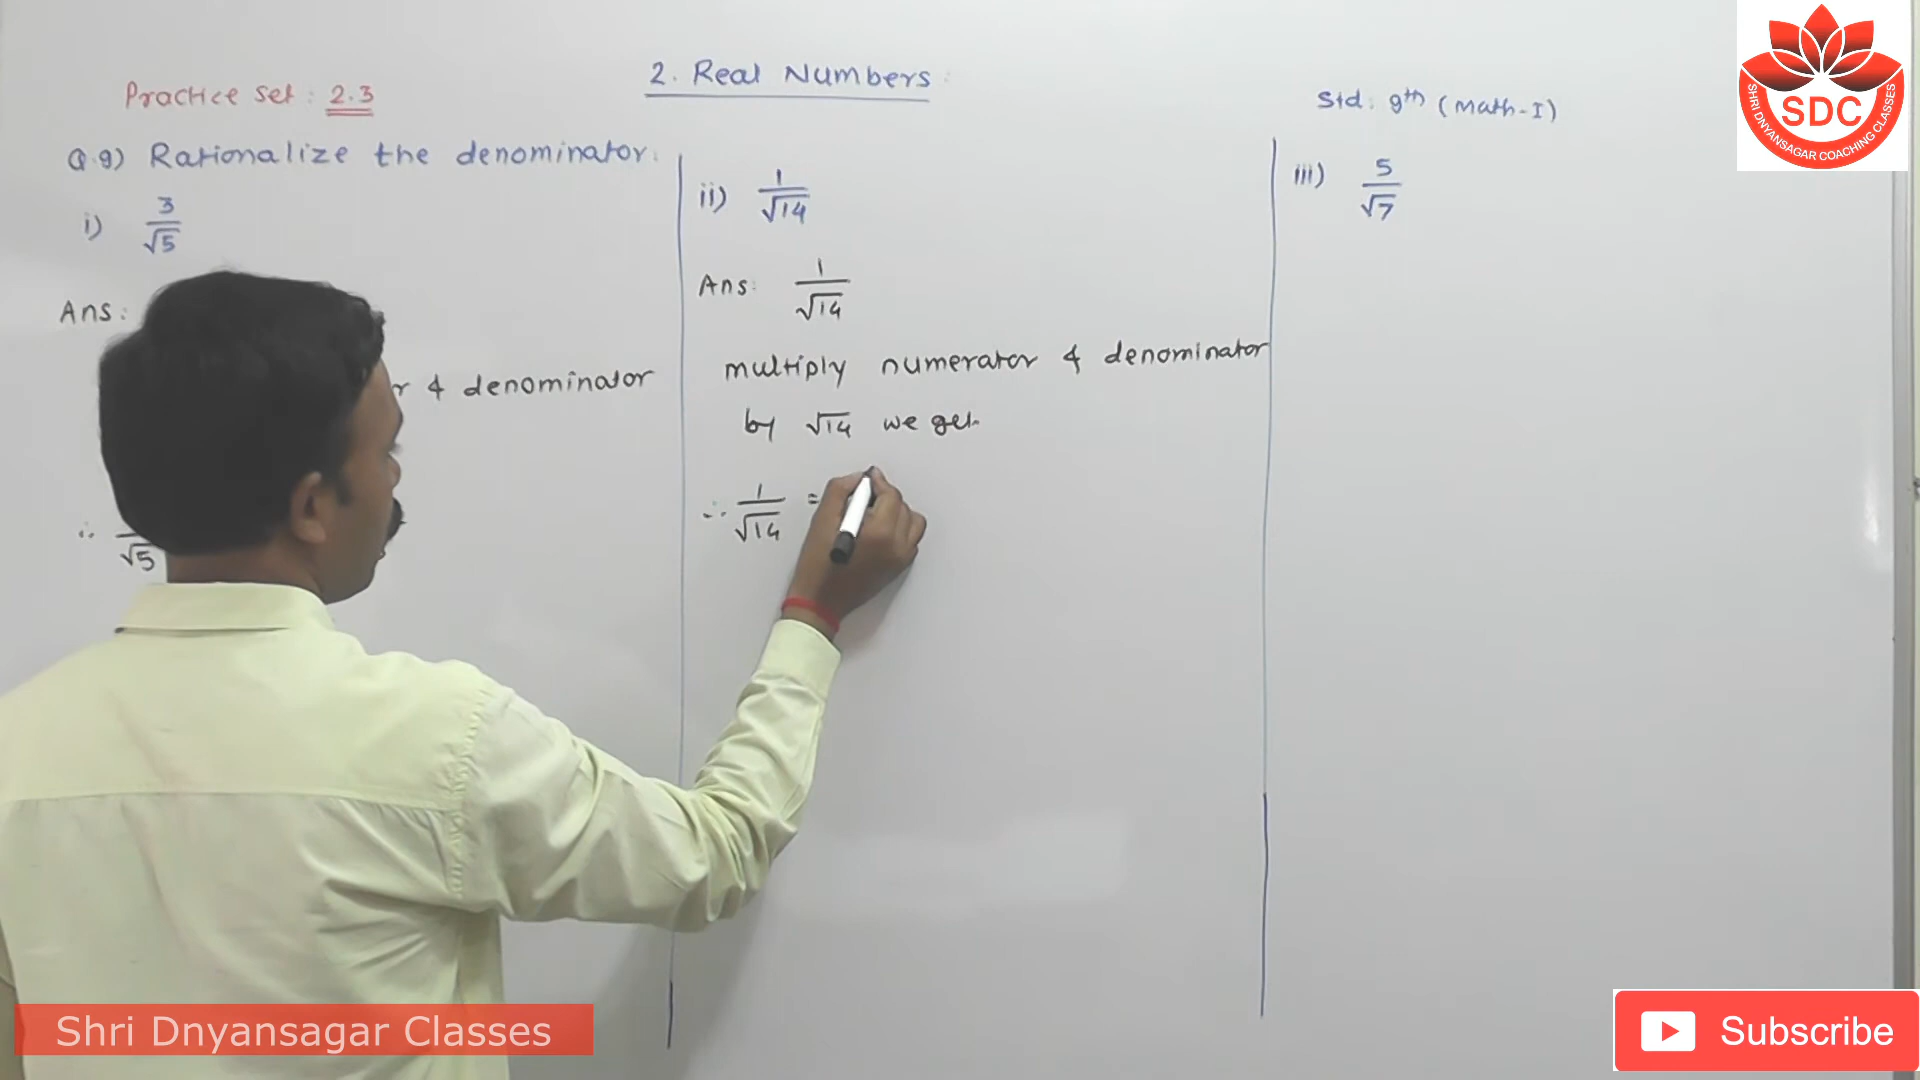 2. Real Numbers
Practice set : 2.3
Std : 9th (Math-I)
Q.9) Rationalize the denominator.
i) 3/√5
Ans :
r & denominator
∴
√5
ii) 1/√14
Ans: 1/√14
multiply numerator & denominator
by √14 we get
∴ 1/√14 =
iii) 5/√7
SDC
SHRI DNYANSAGAR COACHING CLASSES
Shri Dnyansagar Classes
Subscribe